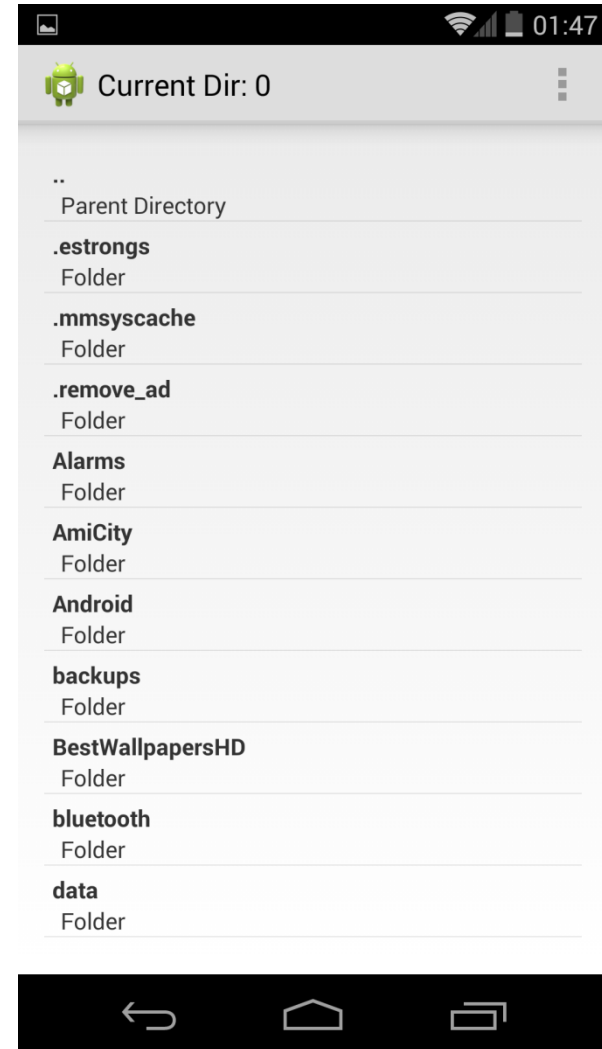 01:47
Current Dir: 0
..
Parent Directory
.estrongs
Folder
.mmsyscache
Folder
.remove_ad
Folder
Alarms
Folder
AmiCity
Folder
Android
Folder
backups
Folder
BestWallpapersHD
Folder
bluetooth
Folder
data
Folder